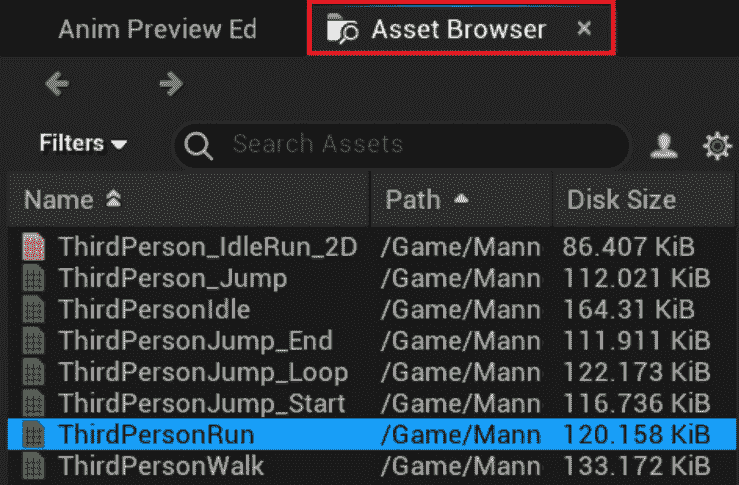 Anim Preview Ed Asset Browser
Filters Search Assets
Name Path Disk Size
ThirdPerson_IdleRun_2D /Game/Mann 86.407 KiB
ThirdPerson_Jump /Game/Mann 112.021 KiB
ThirdPersonIdle /Game/Mann 164.31 KiB
ThirdPersonJump_End /Game/Mann 111.911 KiB
ThirdPersonJump_Loop /Game/Mann 122.173 KiB
ThirdPersonJump_Start /Game/Mann 116.736 KiB
ThirdPersonRun /Game/Mann 120.158 KiB
ThirdPersonWalk /Game/Mann 133.172 KiB